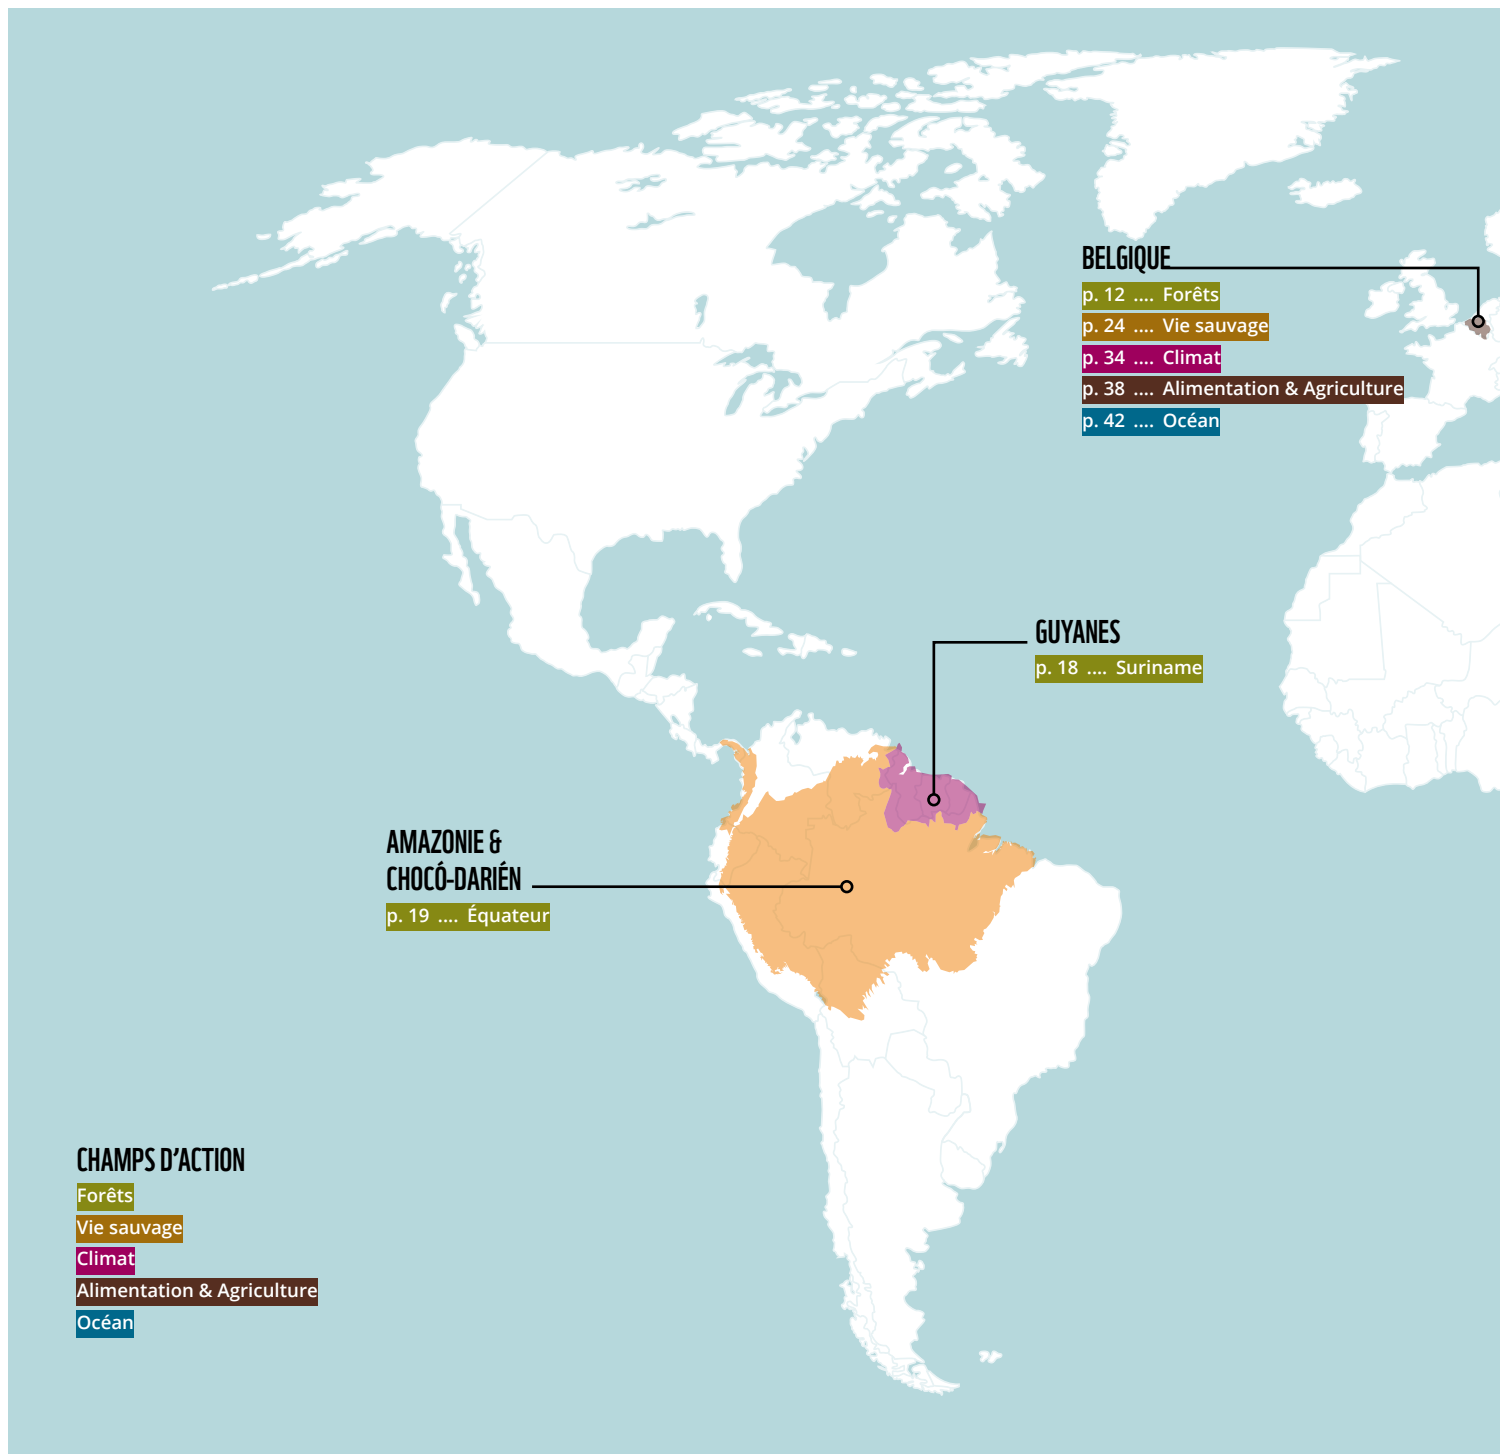 BELGIQUE
p. 12 .... Forêts
p. 24 .... Vie sauvage
p. 34 .... Climat
p. 38 .... Alimentation & Agriculture
p. 42 .... Océan
GUYANES
p. 18 .... Suriname
AMAZONIE &
CHOCÓ-DARIÉN
p. 19 .... Équateur
CHAMPS D’ACTION
Forêts
Vie sauvage
Climat
Alimentation & Agriculture
Océan